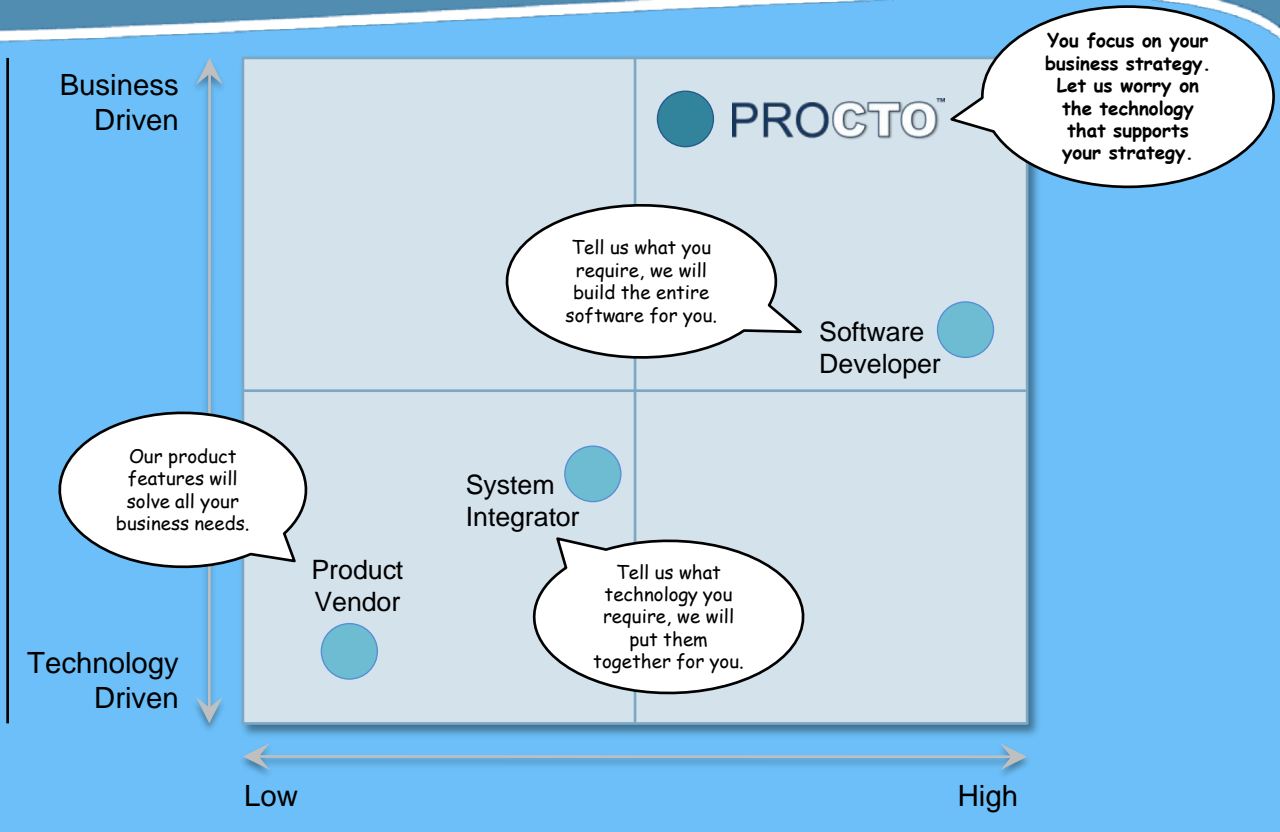 Business
Driven
PROCTO™
You focus on your
business strategy.
Let us worry on
the technology
that supports
your strategy.
Tell us what you
require, we will
build the entire
software for you.
Software
Developer
Our product
features will
solve all your
business needs.
System
Integrator
Product
Vendor
Tell us what
technology you
require, we will
put them
together for you.
Technology
Driven
Low
High